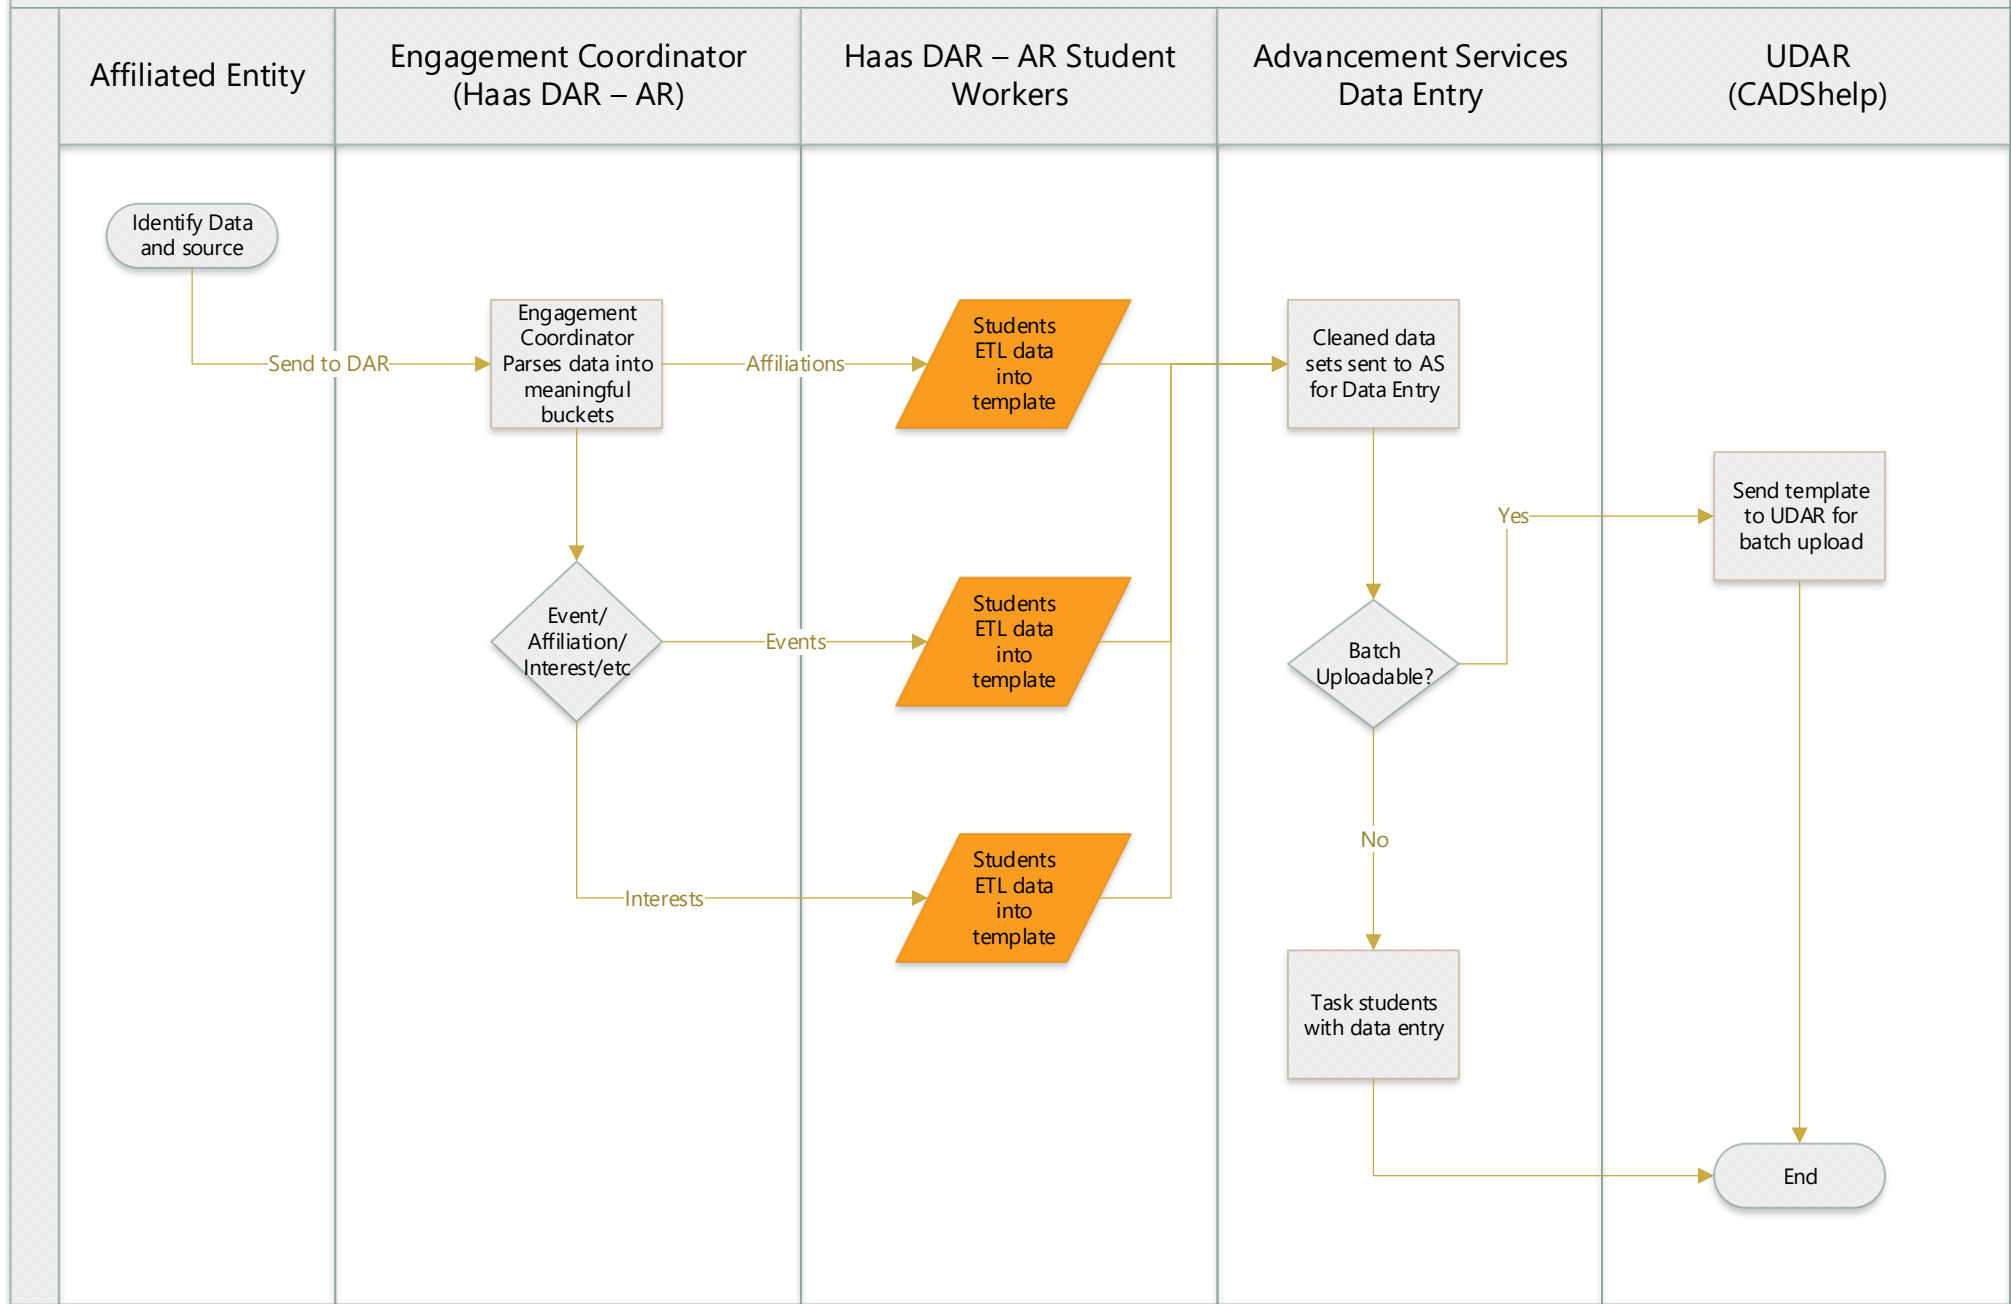 Affiliated Entity
Engagement Coordinator
(Haas DAR – AR)
Haas DAR – AR Student
Workers
Advancement Services
Data Entry
UDAR
(CADShelp)
Identify Data
and source
Send to DAR
Engagement
Coordinator
Parses data into
meaningful
buckets
Affiliations
Students
ETL data
into
template
Cleaned data
sets sent to AS
for Data Entry
Yes
Send template
to UDAR for
batch upload
Event/
Affiliation/
Interest/etc
Events
Students
ETL data
into
template
Batch
Uploadable?
No
Interests
Students
ETL data
into
template
Task students
with data entry
End